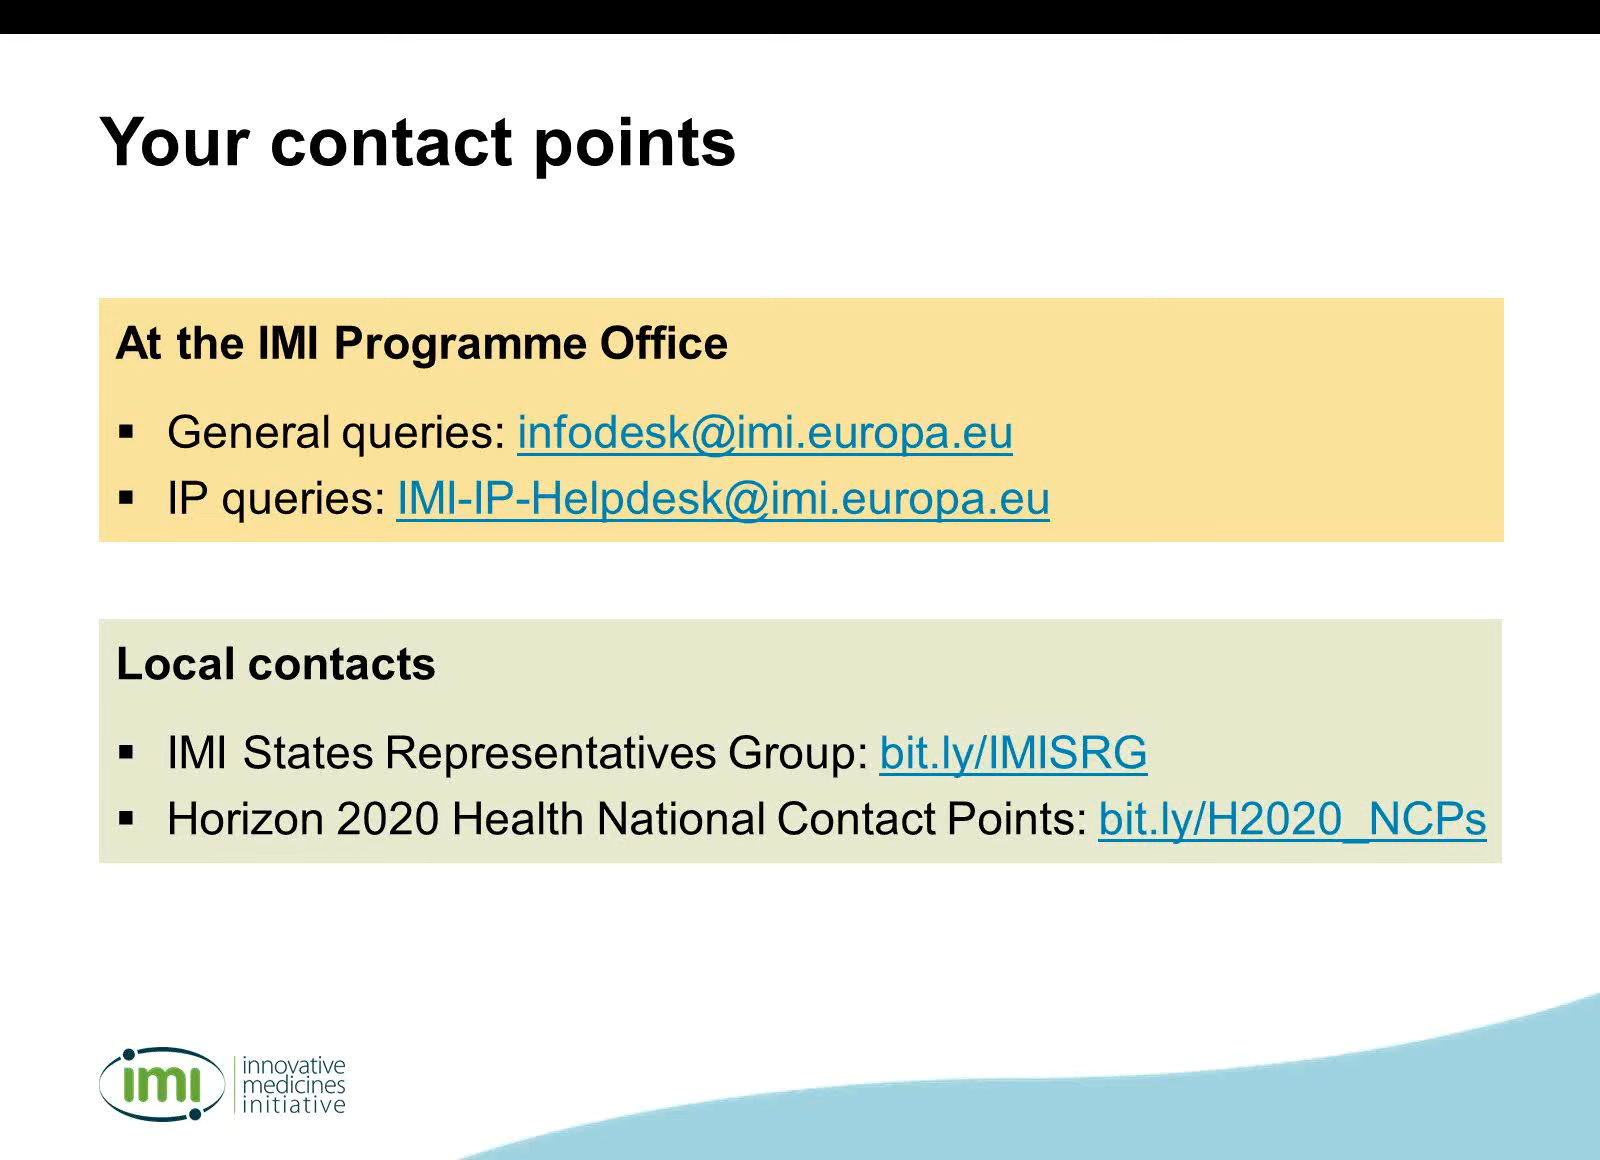 Your contact points
At the IMI Programme Office
▪ General queries: infodesk@imi.europa.eu
▪ IP queries: IMI-IP-Helpdesk@imi.europa.eu
Local contacts
▪ IMI States Representatives Group: bit.ly/IMISRG
▪ Horizon 2020 Health National Contact Points: bit.ly/H2020_NCPs
imi
innovative
medicines
initiative